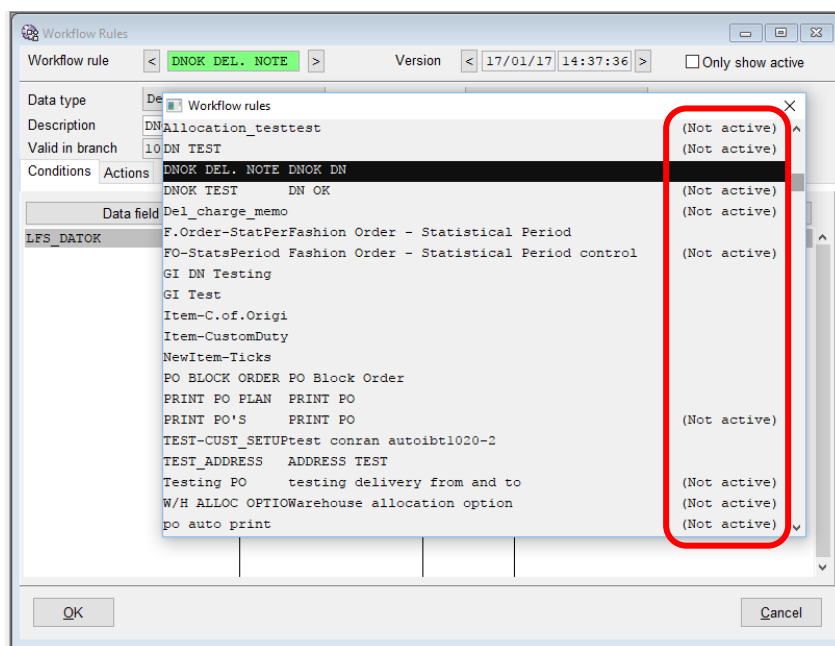 Workflow Rules
Workflow rule < DNOK DEL. NOTE > Version < 17/01/17 14:37:36 > Only show active
Data type De
Workflow rules
Description DN
Valid in branch 10
Conditions Actions
Data field
LFS_DATOK
Allocation_testtest (Not active)
DN TEST (Not active)
DNOK DEL. NOTE DNOK DN
DNOK TEST DN OK (Not active)
Del_charge_memo (Not active)
F.Order-StatPerFashion Order - Statistical Period
FO-StatsPeriod Fashion Order - Statistical Period control (Not active)
GI DN Testing
GI Test
Item-C.of.Origi
Item-CustomDuty
NewItem-Ticks
PO BLOCK ORDER PO Block Order
PRINT PO PLAN PRINT PO
PRINT PO'S PRINT PO (Not active)
TEST-CUST_SETUPtest conran autoibt1020-2
TEST_ADDRESS ADDRESS TEST
Testing PO testing delivery from and to (Not active)
W/H ALLOC OPTIOWarehouse allocation option (Not active)
po auto print (Not active)
OK Cancel